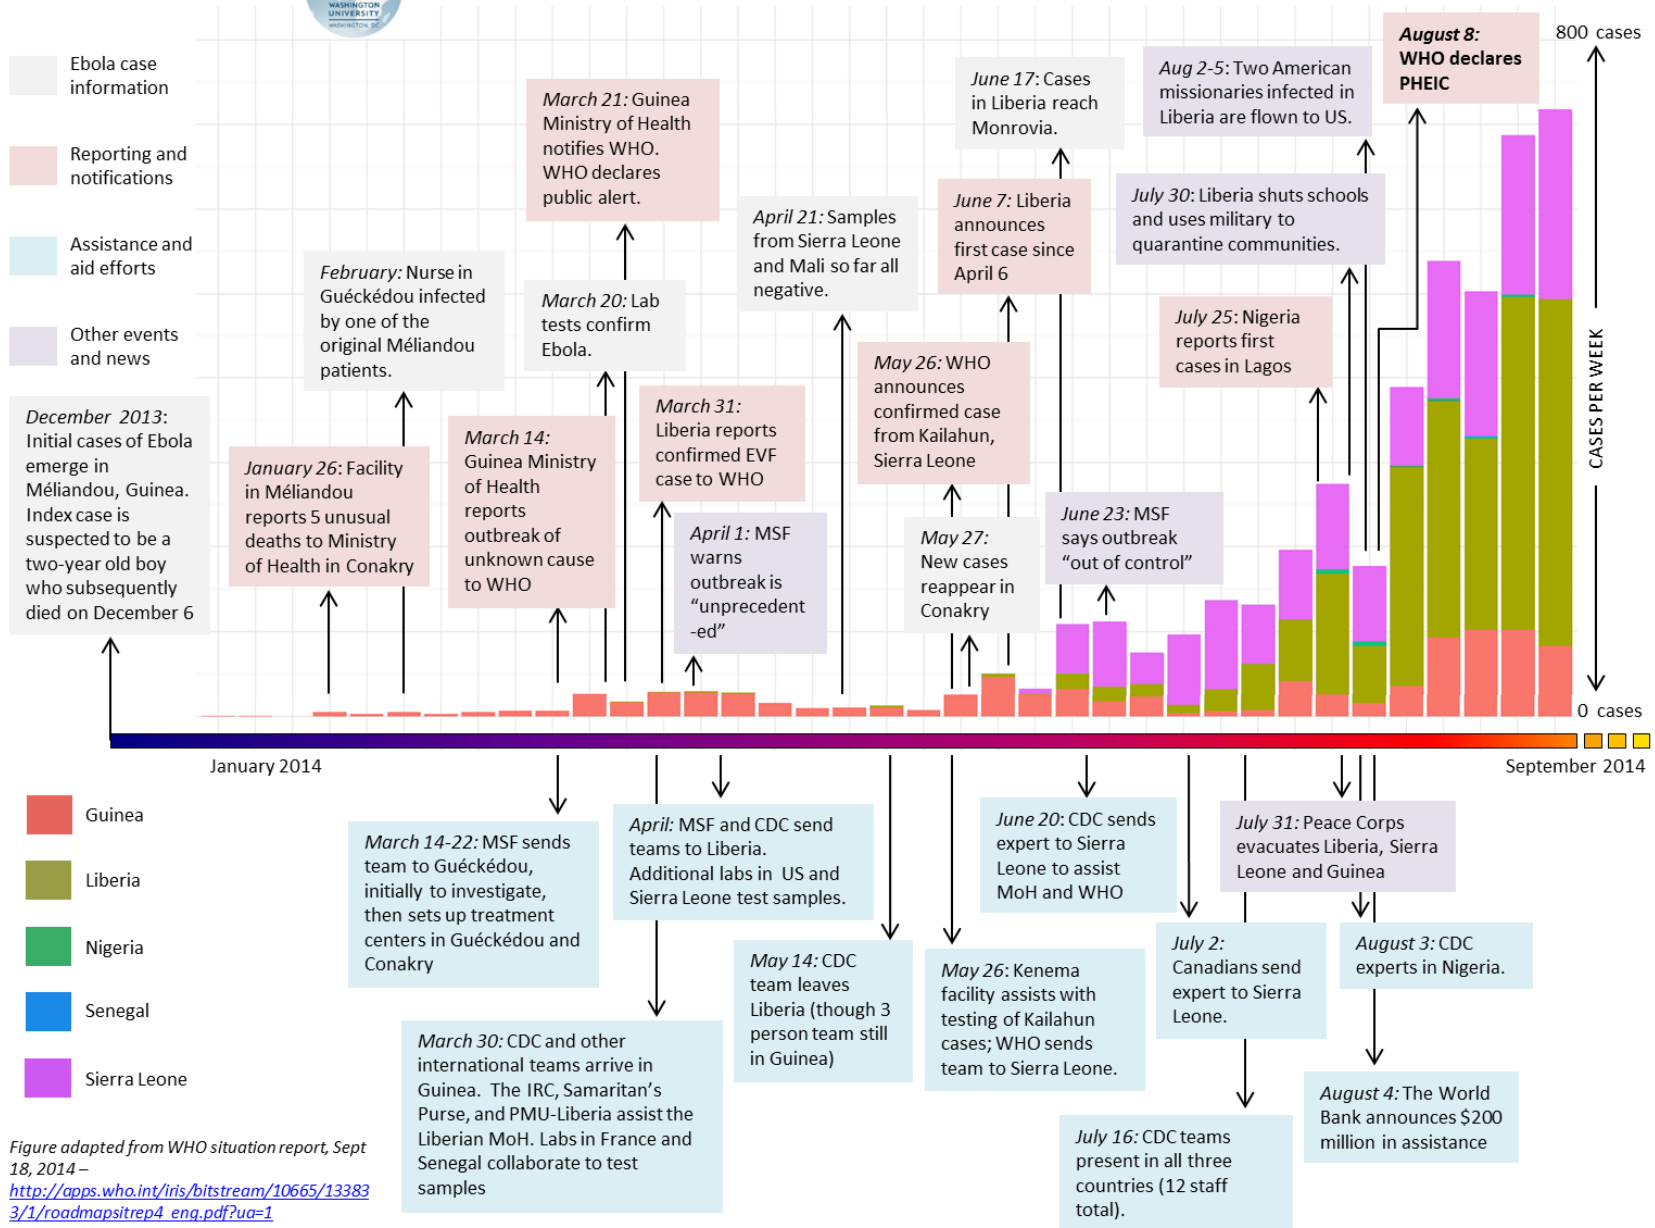 WASHINGTON
UNIVERSITY
WASHINGTON, DC
Ebola case
information
Reporting and
notifications
Assistance and
aid efforts
Other events
and news
December 2013:
Initial cases of Ebola
emerge in
Méliandou, Guinea.
Index case is
suspected to be a
two-year old boy
who subsequently
died on December 6
January 26: Facility
in Méliandou
reports 5 unusual
deaths to Ministry
of Health in Conakry
February: Nurse in
Guéckédou infected
by one of the
original Méliandou
patients.
March 14:
Guinea Ministry
of Health
reports
outbreak of
unknown cause
to WHO
March 20: Lab
tests confirm
Ebola.
March 21: Guinea
Ministry of Health
notifies WHO.
WHO declares
public alert.
March 31:
Liberia reports
confirmed EVF
case to WHO
April 1: MSF
warns
outbreak is
“unprecedent
-ed”
April 21: Samples
from Sierra Leone
and Mali so far all
negative.
May 26: WHO
announces
confirmed case
from Kailahun,
Sierra Leone
May 27:
New cases
reappear in
Conakry
June 7: Liberia
announces
first case since
April 6
June 17: Cases
in Liberia reach
Monrovia.
June 23: MSF
says outbreak
“out of control”
July 25: Nigeria
reports first
cases in Lagos
July 30: Liberia shuts schools
and uses military to
quarantine communities.
Aug 2-5: Two American
missionaries infected in
Liberia are flown to US.
August 8:
WHO declares
PHEIC
800 cases
CASES PER WEEK
0 cases
January 2014
September 2014
Guinea
Liberia
Nigeria
Senegal
Sierra Leone
March 14-22: MSF sends
team to Guéckédou,
initially to investigate,
then sets up treatment
centers in Guéckédou and
Conakry
March 30: CDC and other
international teams arrive in
Guinea. The IRC, Samaritan’s
Purse, and PMU-Liberia assist the
Liberian MoH. Labs in France and
Senegal collaborate to test
samples
April: MSF and CDC send
teams to Liberia.
Additional labs in US and
Sierra Leone test samples.
May 14: CDC
team leaves
Liberia (though 3
person team still
in Guinea)
May 26: Kenema
facility assists with
testing of Kailahun
cases; WHO sends
team to Sierra Leone.
June 20: CDC sends
expert to Sierra
Leone to assist
MoH and WHO
July 2:
Canadians send
expert to Sierra
Leone.
July 16: CDC teams
present in all three
countries (12 staff
total).
July 31: Peace Corps
evacuates Liberia, Sierra
Leone and Guinea
August 3: CDC
experts in Nigeria.
August 4: The World
Bank announces $200
million in assistance
Figure adapted from WHO situation report, Sept
18, 2014 –
http://apps.who.int/iris/bitstream/10665/13383
3/1/roadmapsitrep4_eng.pdf?ua=1